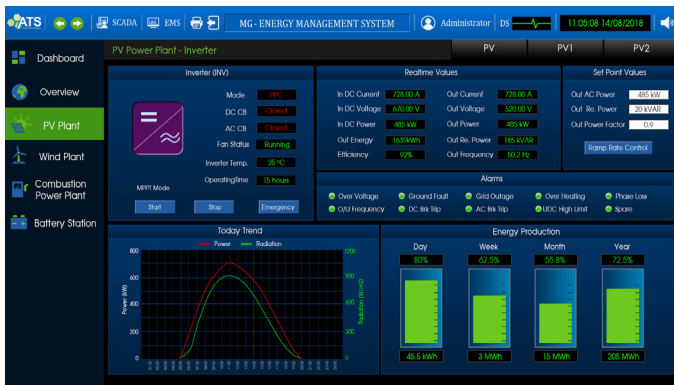 ATS SCADA EMS MG- ENERGY MANAGEMENT SYSTEM Administrator DS 11:05:08 14/08/2018
Dashboard
Overview
PV Plant
Wind Plant
Combustion
Power Plant
Battery Station
PV Power Plant - Inverter PV PV1 PV2
Inverter (INV)
Mode
DC CB Closed
AC CB Closed
Fan Status Running
Inverter Temp. 25 °C
OperatingTime 15 hours
MPPT Mode
Start Stop Emergency
Realtime Values
In DC Current 728.00 A Out Current 728.00 A
In DC Voltage 670.00 V Out Voltage 520.00 V
In DC Power 485 kW Out Power 485 kW
Out Energy 1639kWh Out Re. Power 185 kVAR
Efficiency 92% Out Frequency 50.2 Hz
Set Point Values
Out AC Power 485 kW
Out Re. Power 20 kVAR
Out Power Factor 0.9
Ramp Rate Control
Alarms
Over Voltage Ground Fault Grid Outage Over Heating Phase Loss
O/U Frequency DC Brk Trip AC Brk Trip UDC High Limit Spare
Today Trend
Power Radiation
Power (kW)
800
600
400
200
0
Radiation (W/m2)
1200
900
600
300
0
Energy Production
Day Week Month Year
80% 62.5% 55.8% 72.5%
45.5 kWh 3 MWh 15 MWh 205 MWh